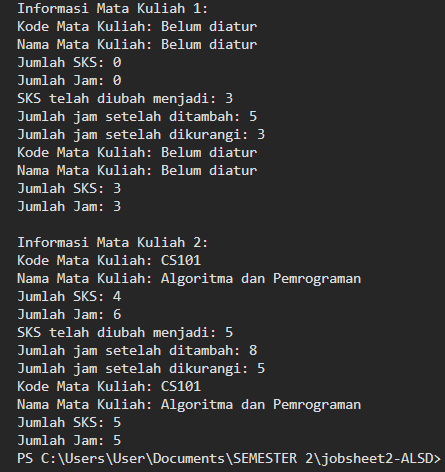 Informasi Mata Kuliah 1:
Kode Mata Kuliah: Belum diatur
Nama Mata Kuliah: Belum diatur
Jumlah SKS: 0
Jumlah Jam: 0
SKS telah diubah menjadi: 3
Jumlah jam setelah ditambah: 5
Jumlah jam setelah dikurangi: 3
Kode Mata Kuliah: Belum diatur
Nama Mata Kuliah: Belum diatur
Jumlah SKS: 3
Jumlah Jam: 3

Informasi Mata Kuliah 2:
Kode Mata Kuliah: CS101
Nama Mata Kuliah: Algoritma dan Pemrograman
Jumlah SKS: 4
Jumlah Jam: 6
SKS telah diubah menjadi: 5
Jumlah jam setelah ditambah: 8
Jumlah jam setelah dikurangi: 5
Kode Mata Kuliah: CS101
Nama Mata Kuliah: Algoritma dan Pemrograman
Jumlah SKS: 5
Jumlah Jam: 5
PS C:\Users\User\Documents\SEMESTER 2\jobsheet2-ALSD>